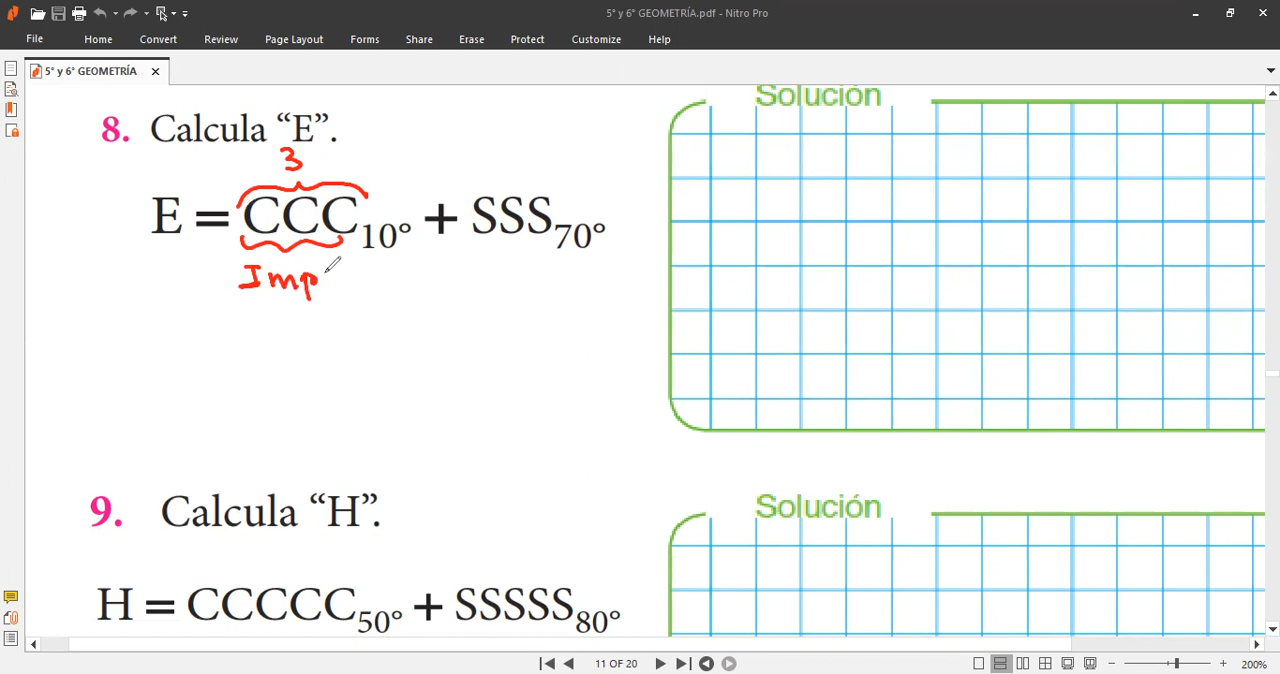 5° y 6° GEOMETRÍA.pdf - Nitro Pro
File Home Convert Review Page Layout Forms Share Erase Protect Customize Help
5° y 6° GEOMETRÍA
Solución
8. Calcula “E”.
3
E = CCC10° + SSS70°
Imp
9. Calcula “H”.
Solución
H = CCCCC50° + SSSSS80°
11 OF 20
200%